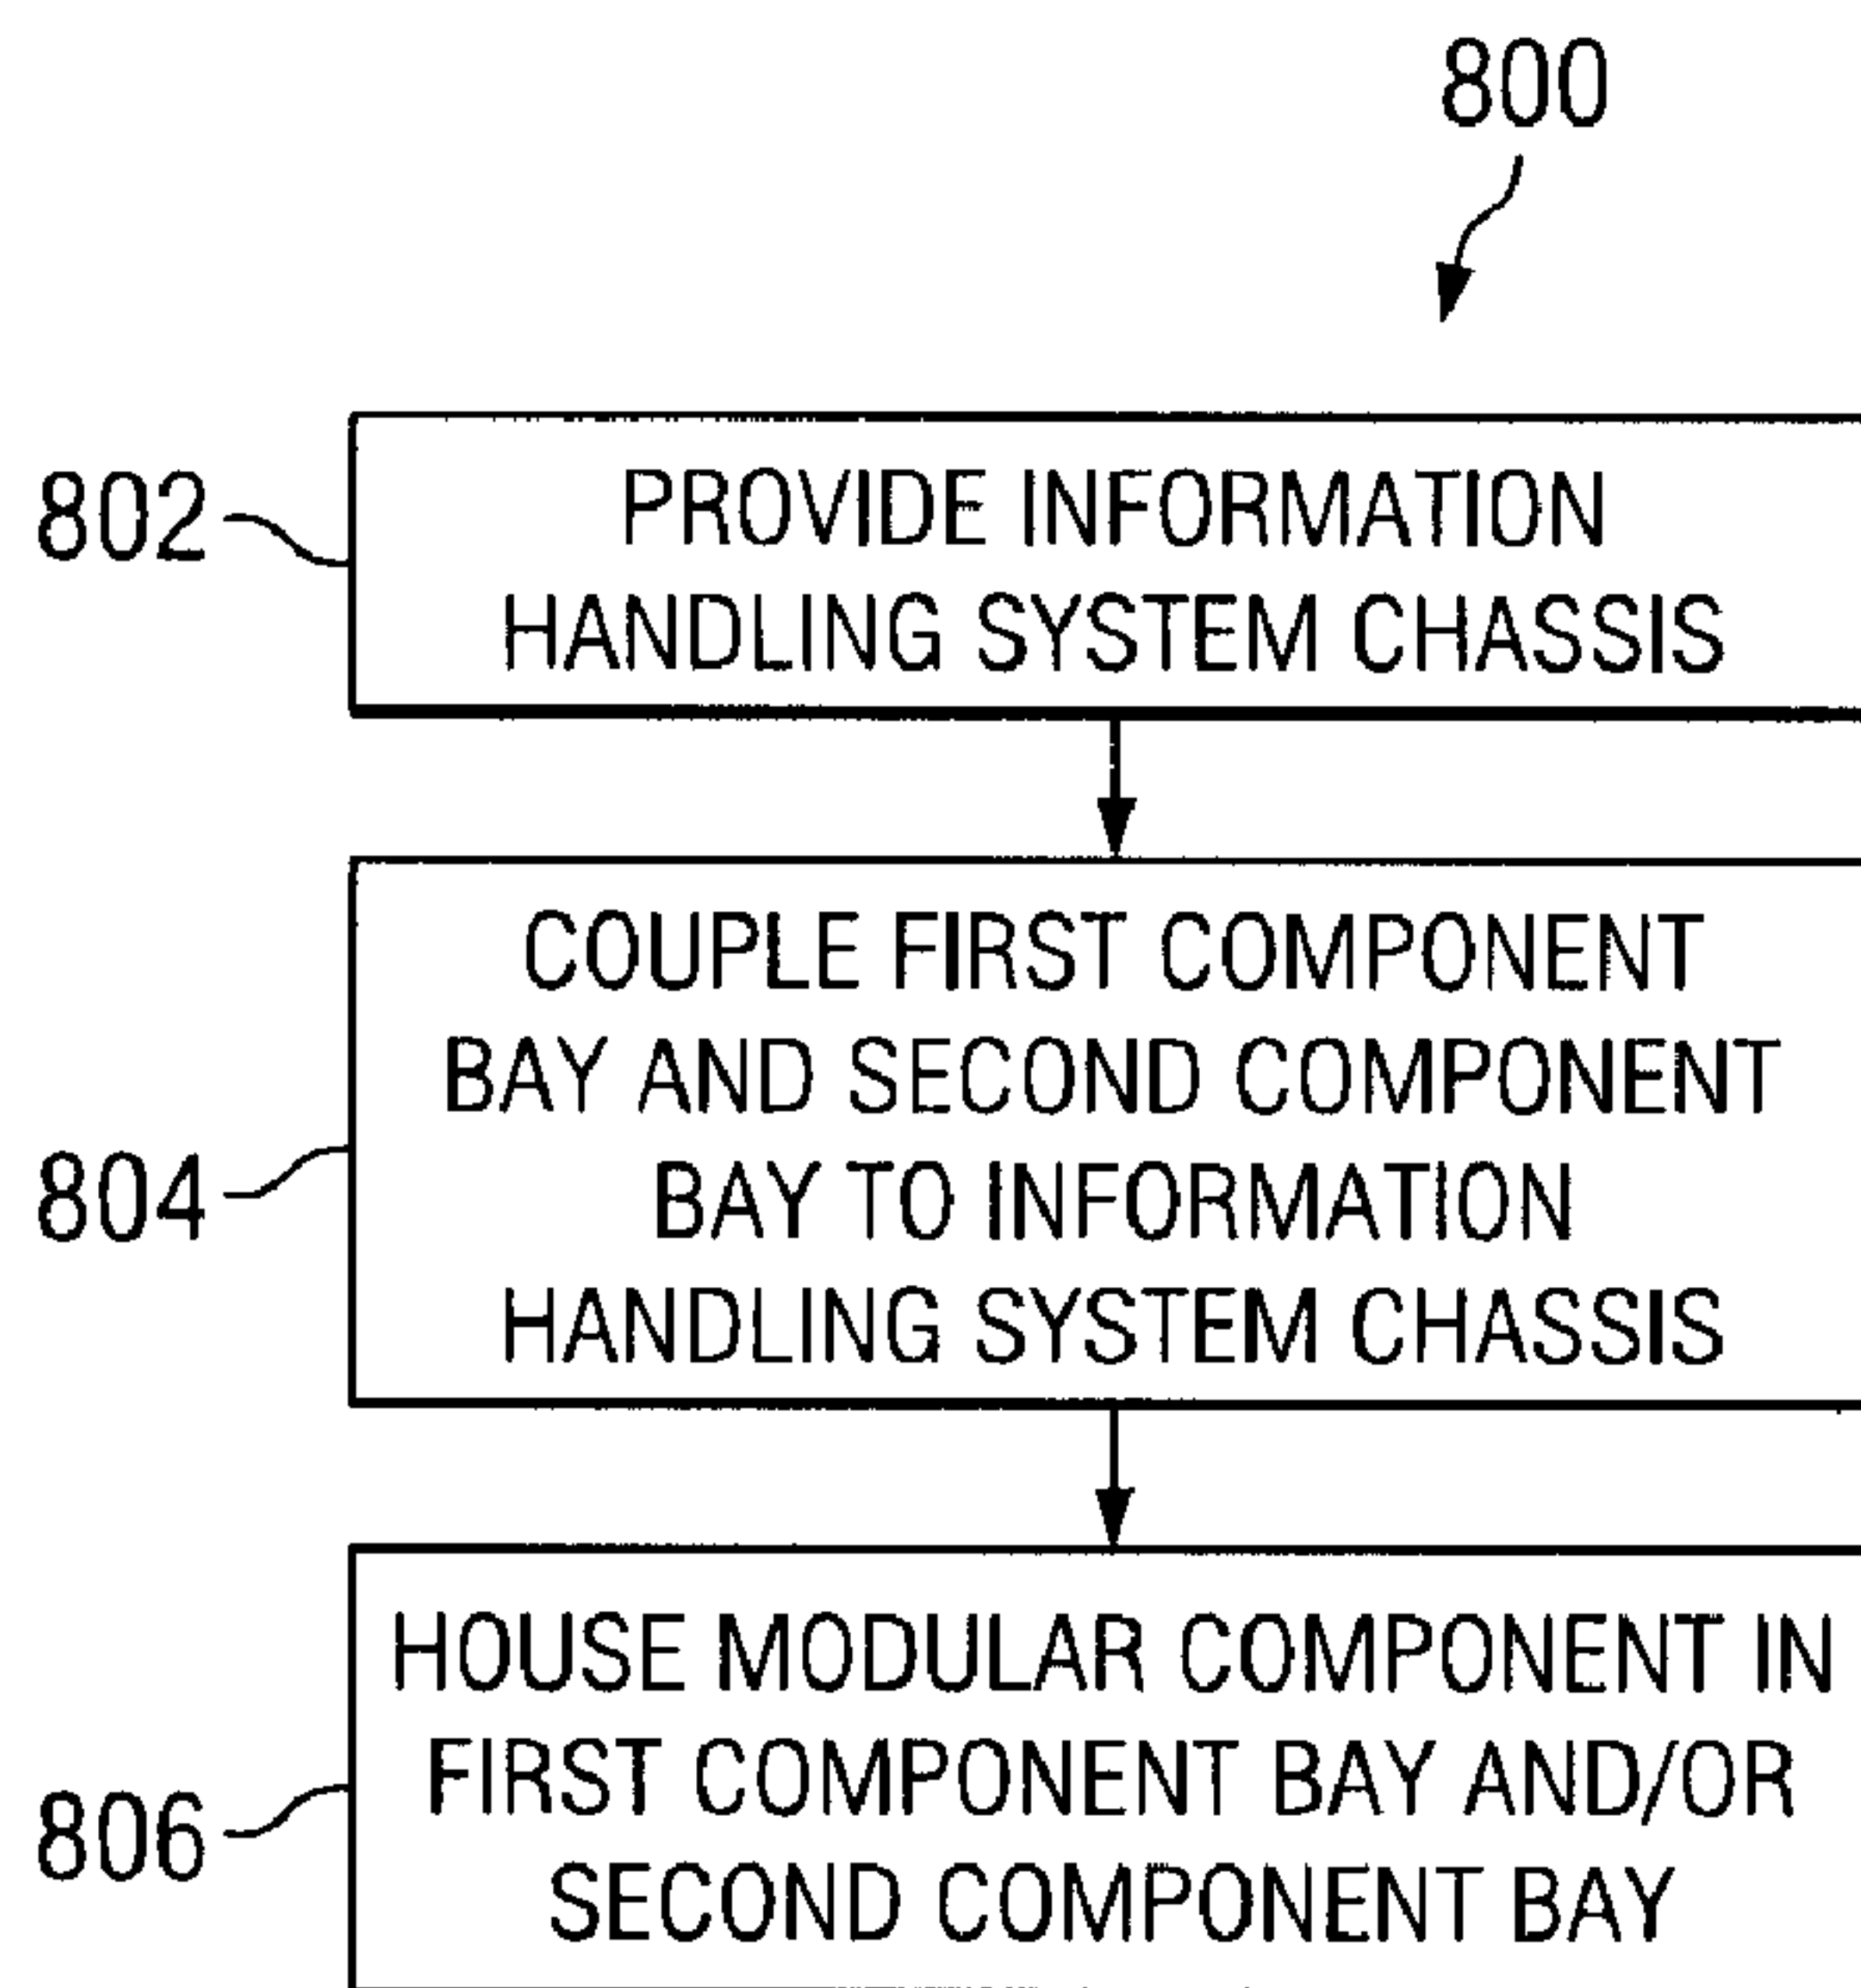 800
802
PROVIDE INFORMATION
HANDLING SYSTEM CHASSIS
804
COUPLE FIRST COMPONENT
BAY AND SECOND COMPONENT
BAY TO INFORMATION
HANDLING SYSTEM CHASSIS
806
HOUSE MODULAR COMPONENT IN
FIRST COMPONENT BAY AND/OR
SECOND COMPONENT BAY